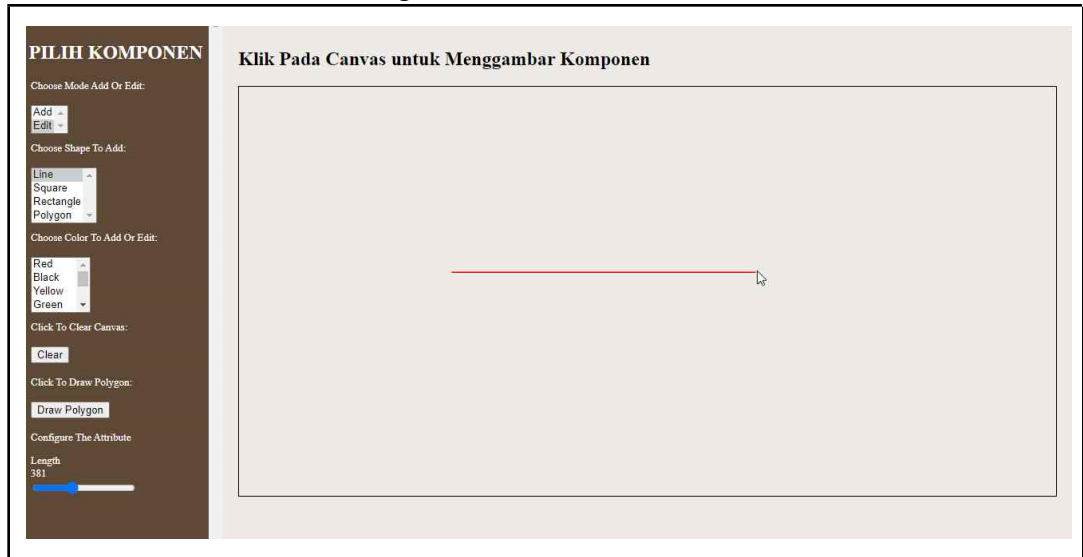 PILIH KOMPONEN
Choose Mode Add Or Edit:
Add
Edit
Choose Shape To Add:
Line
Square
Rectangle
Polygon
Choose Color To Add Or Edit:
Red
Black
Yellow
Green
Click To Clear Canvas:
Clear
Click To Draw Polygon:
Draw Polygon
Configure The Attribute
Length
381
Klik Pada Canvas untuk Menggambar Komponen